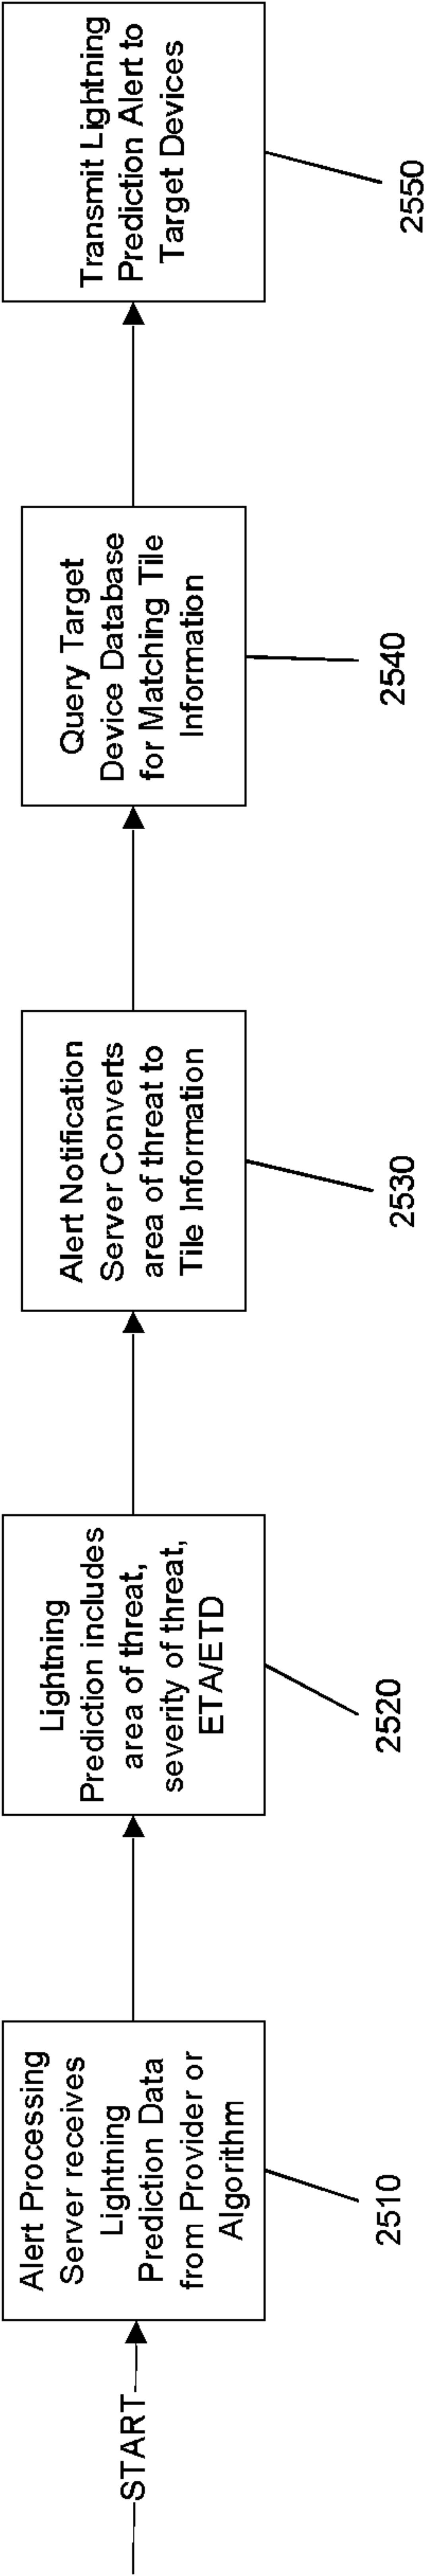 START
Alert Processing
Server receives
Lightning
Prediction Data
from Provider or
Algorithm
2510
Lightning
Prediction includes
area of threat,
severity of threat,
ETA/ETD
2520
Alert Notification
Server Converts
area of threat to
Tile Information
2530
Query Target
Device Database
for Matching Tile
Information
2540
Transmit Lightning
Prediction Alert to
Target Devices
2550